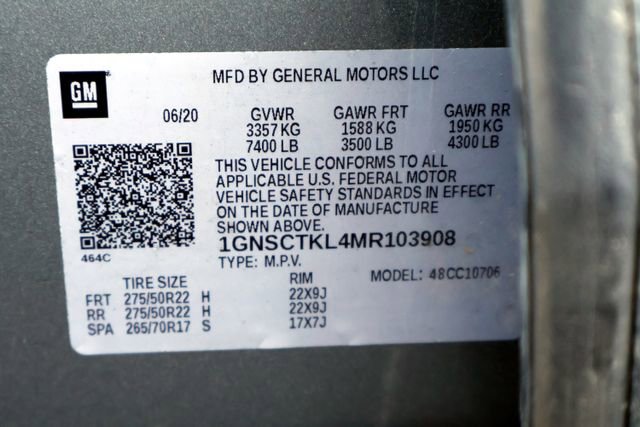 GM
MFD BY GENERAL MOTORS LLC
06/20 GVWR GAWR FRT GAWR RR
3357 KG 1588 KG 1950 KG
7400 LB 3500 LB 4300 LB
THIS VEHICLE CONFORMS TO ALL
APPLICABLE U.S. FEDERAL MOTOR
VEHICLE SAFETY STANDARDS IN EFFECT
ON THE DATE OF MANUFACTURE
SHOWN ABOVE.
1GNSCTKL4MR103908
464C
TYPE: M.P.V. MODEL: 48CC10706
TIRE SIZE RIM
FRT 275/50R22 H 22X9J
RR 275/50R22 H 22X9J
SPA 265/70R17 S 17X7J